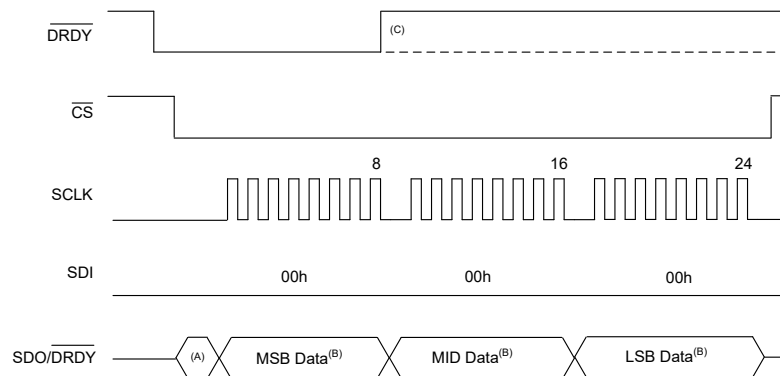 DRDY
(C)
CS
8
16
24
SCLK
SDI
00h
00h
00h
SDO/DRDY
(A)
MSB Data(B)
MID Data(B)
LSB Data(B)